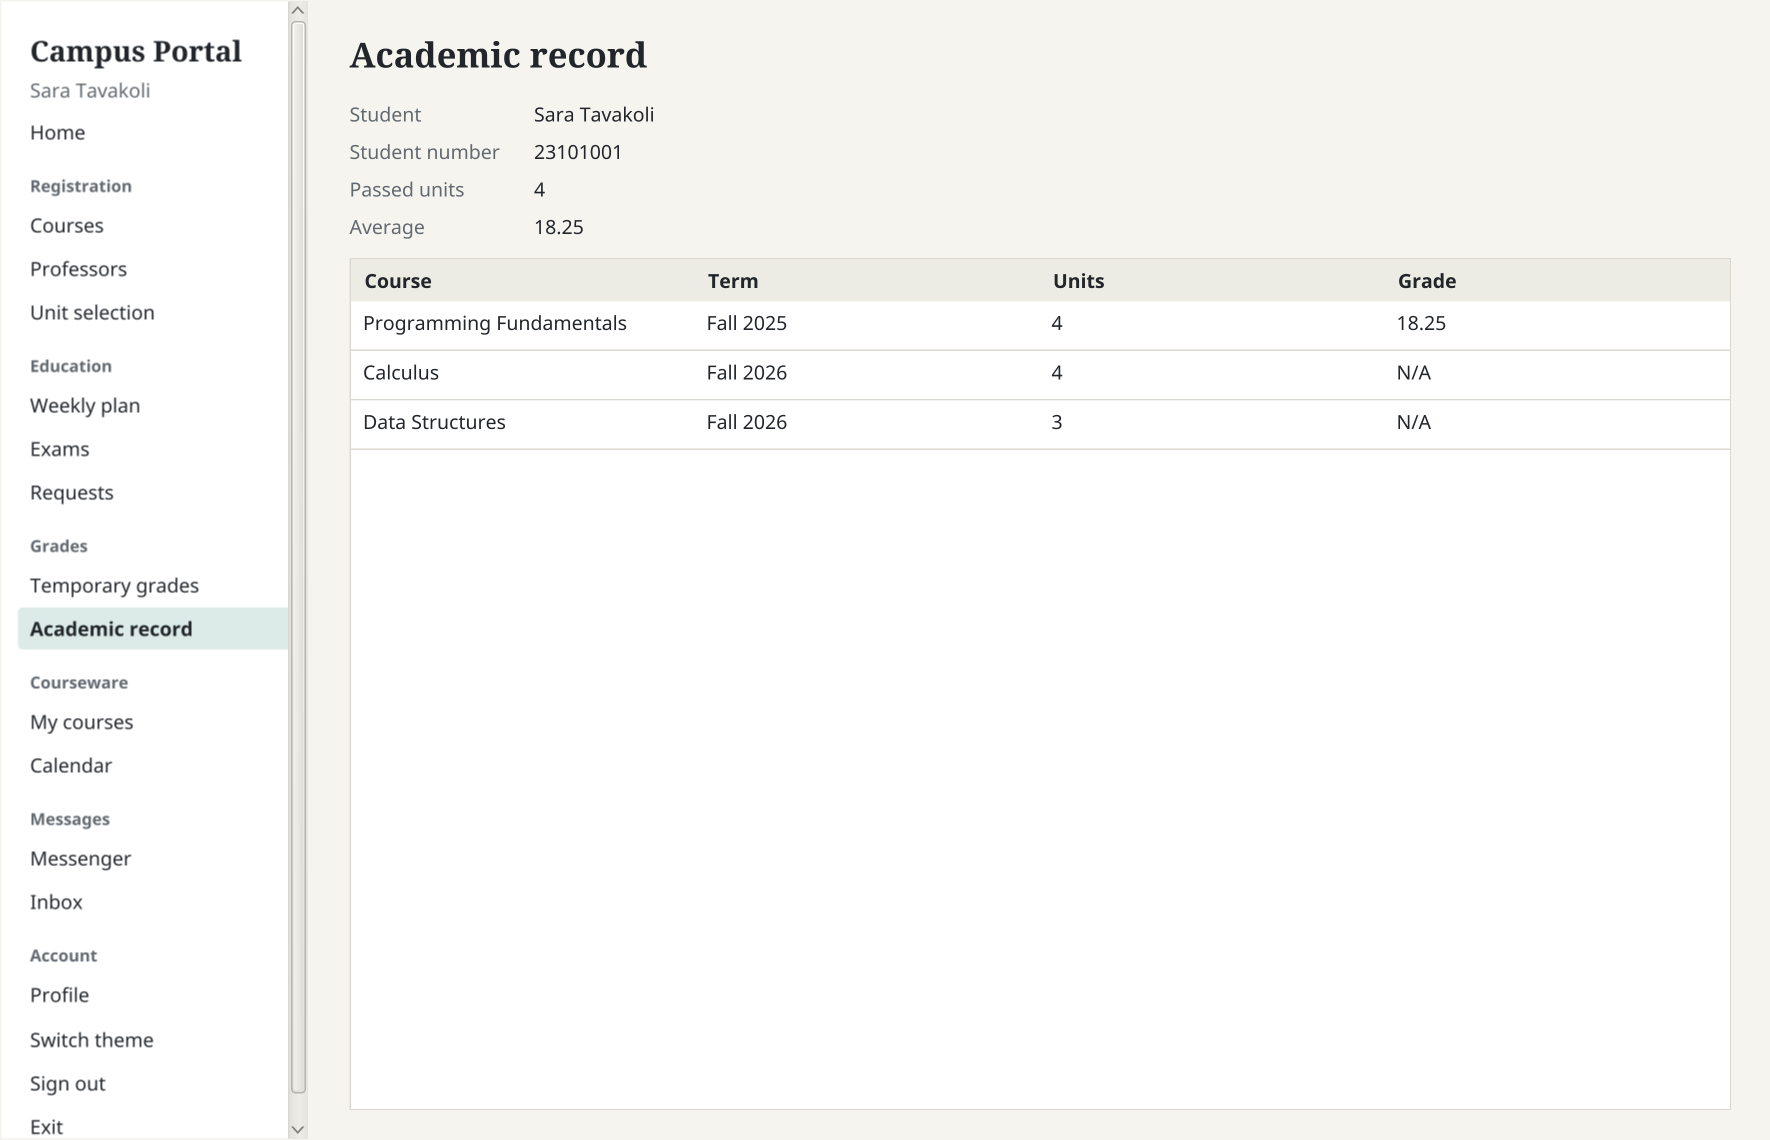 Campus Portal
Sara Tavakoli
Home
Registration
Courses
Professors
Unit selection
Education
Weekly plan
Exams
Requests
Grades
Temporary grades
Academic record
Courseware
My courses
Calendar
Messages
Messenger
Inbox
Account
Profile
Switch theme
Sign out
Exit
Academic record
Student Sara Tavakoli
Student number 23101001
Passed units 4
Average 18.25
Course Term Units Grade
Programming Fundamentals Fall 2025 4 18.25
Calculus Fall 2026 4 N/A
Data Structures Fall 2026 3 N/A